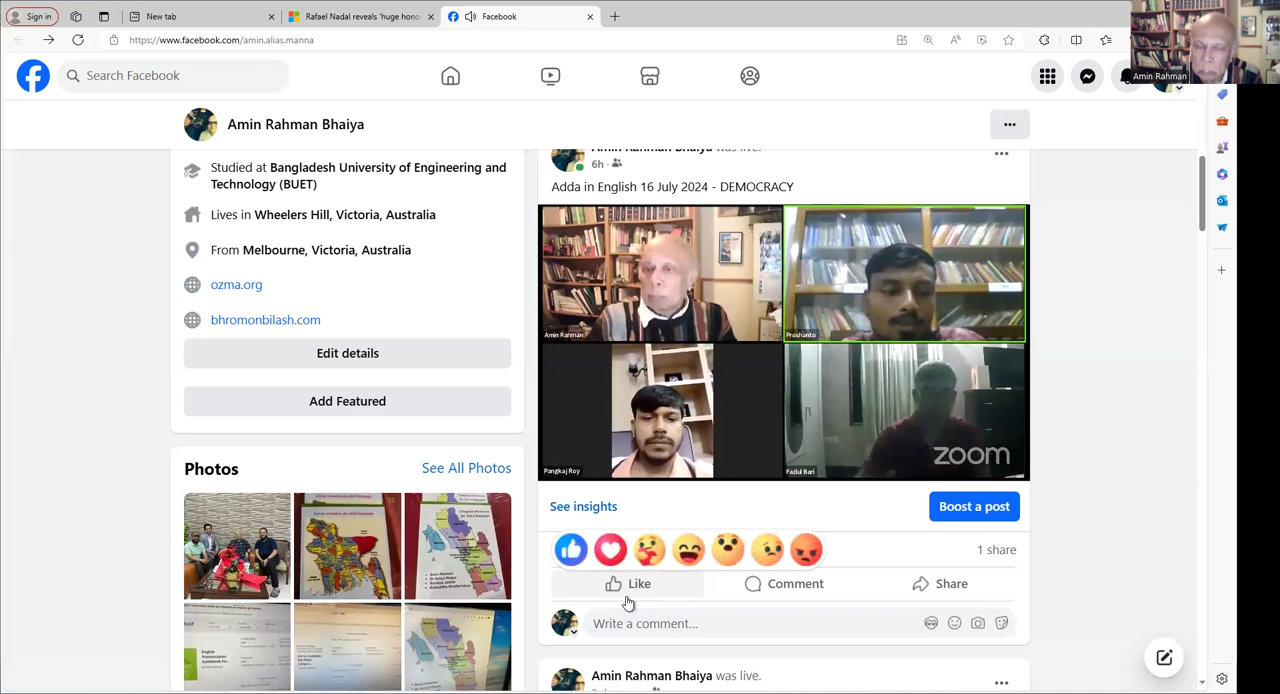 Sign in
New tab
Rafael Nadal reveals 'huge hono
Facebook
https://www.facebook.com/amin.alias.manna
Amin Rahman
Search Facebook
Amin Rahman Bhaiya
Studied at Bangladesh University of Engineering and
Technology (BUET)
Lives in Wheelers Hill, Victoria, Australia
From Melbourne, Victoria, Australia
ozma.org
bhromonbilash.com
Edit details
Add Featured
Photos
See All Photos
Amin Rahman Bhaiya was live.
6h
Adda in English 16 July 2024 - DEMOCRACY
Amin Rahman
Proshanto
Pangkaj Roy
Fazlul Bari
zoom
See insights
Boost a post
1 share
Like
Comment
Share
Write a comment...
Amin Rahman Bhaiya was live.